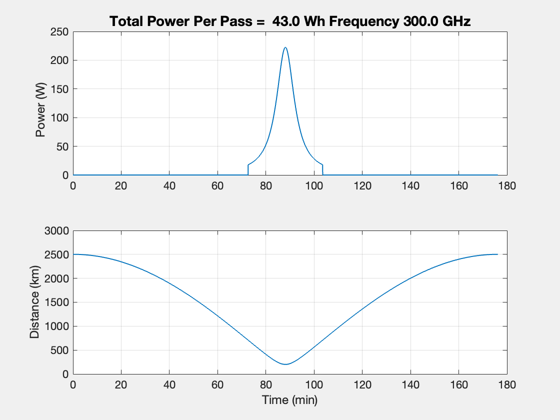 Total Power Per Pass =  43.0 Wh Frequency 300.0 GHz
250
200
150
100
50
0
Power (W)
0 20 40 60 80 100 120 140 160 180
3000
2500
2000
1500
1000
500
0
Distance (km)
0 20 40 60 80 100 120 140 160 180
Time (min)